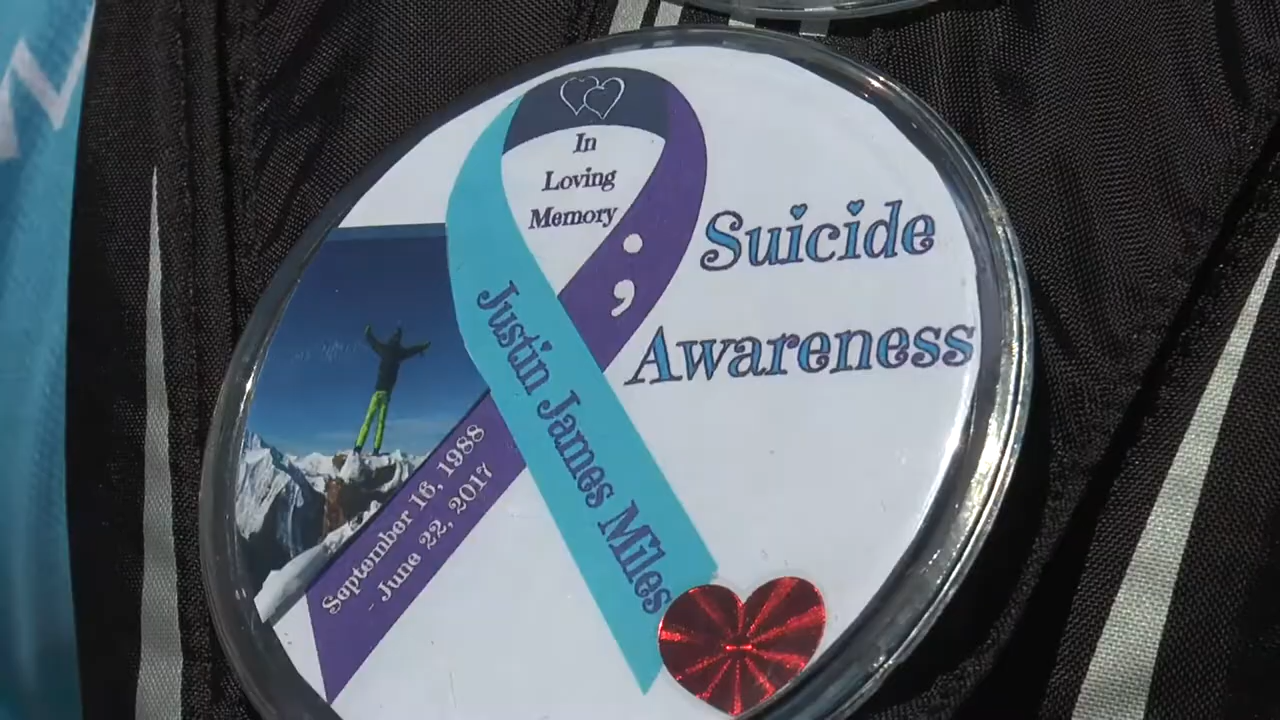 In
Loving
Memory
;
Suicide
Awareness
Justin James Miles
September 16, 1988
- June 22, 2017